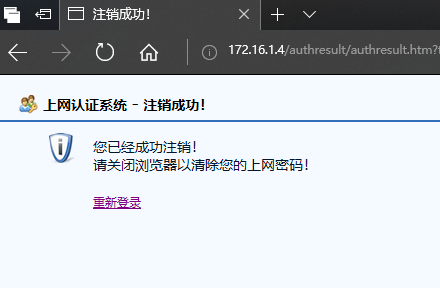 注销成功！
172.16.1.4/authresult/authresult.htm?
上网认证系统 - 注销成功！
您已经成功注销！
请关闭浏览器以清除您的上网密码！
重新登录